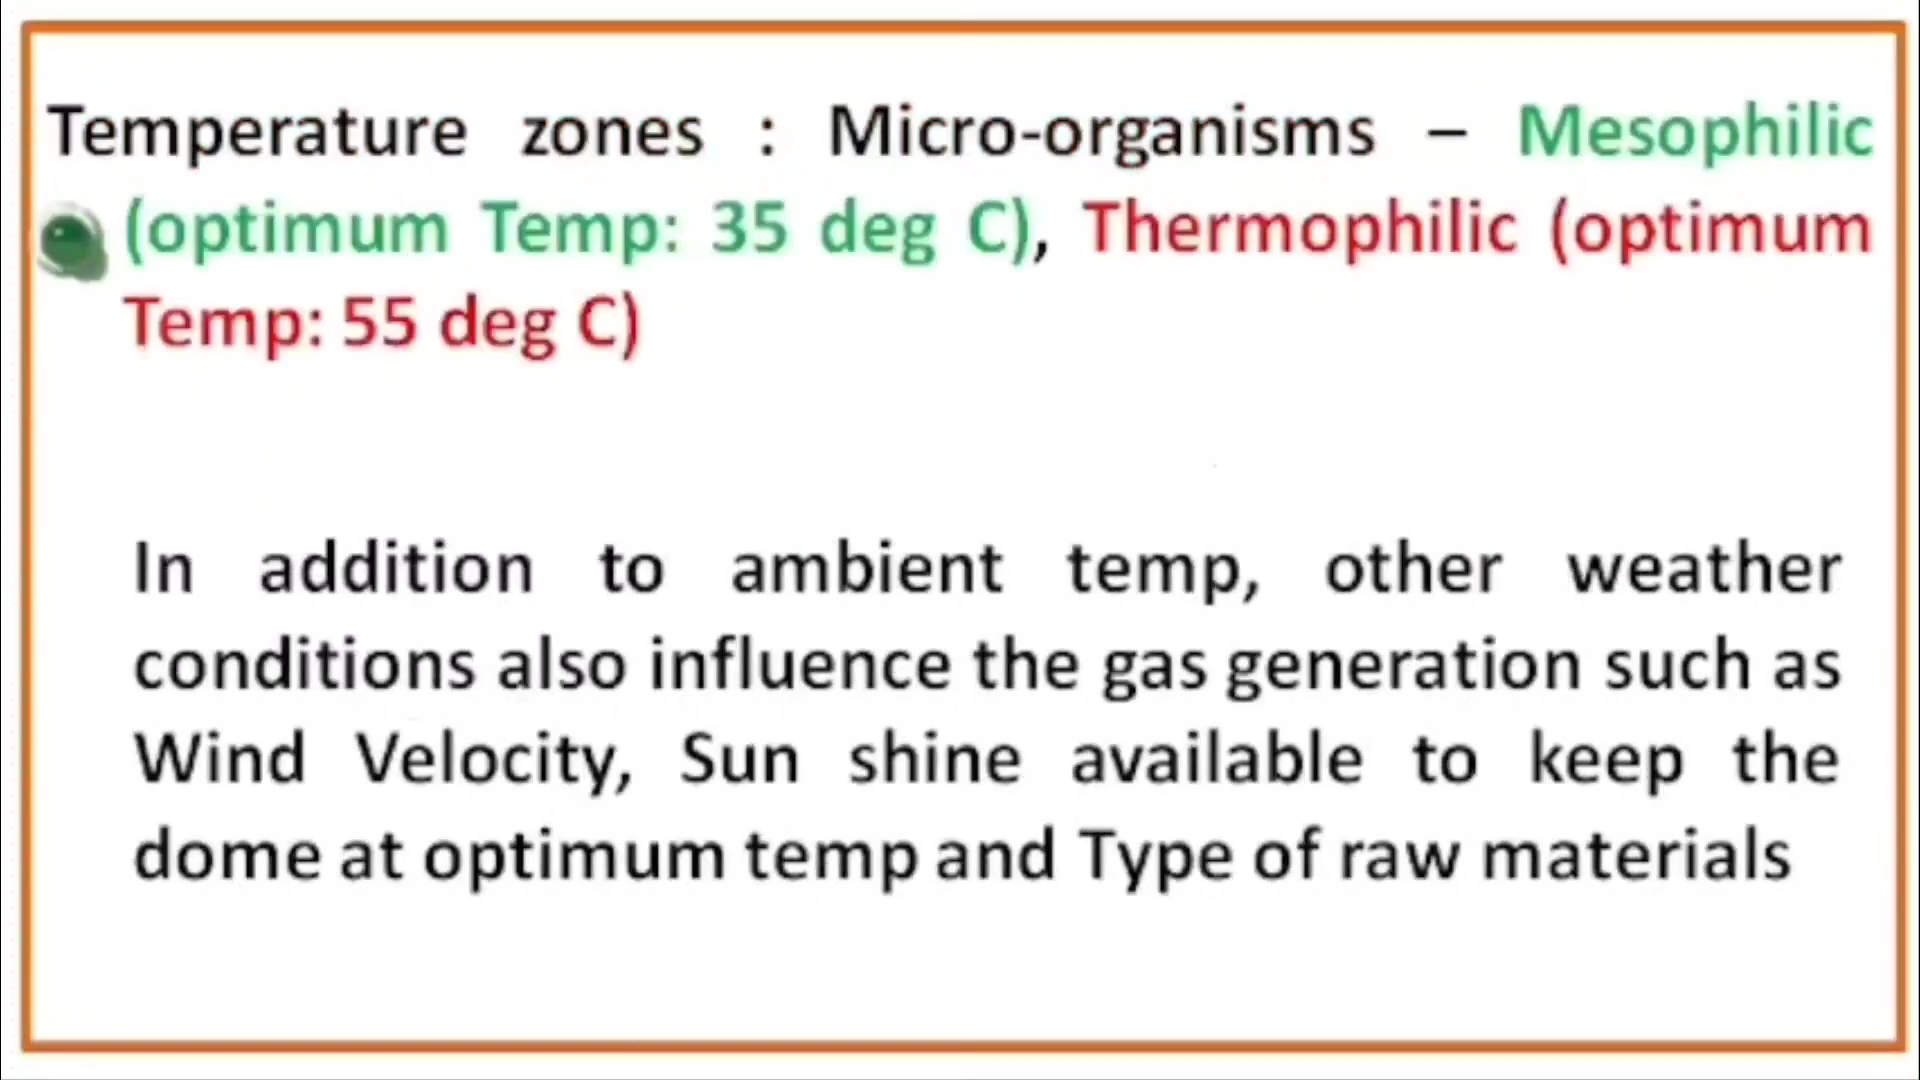 Temperature zones : Micro-organisms – Mesophilic
(optimum Temp: 35 deg C), Thermophilic (optimum
Temp: 55 deg C)
In addition to ambient temp, other weather
conditions also influence the gas generation such as
Wind Velocity, Sun shine available to keep the
dome at optimum temp and Type of raw materials